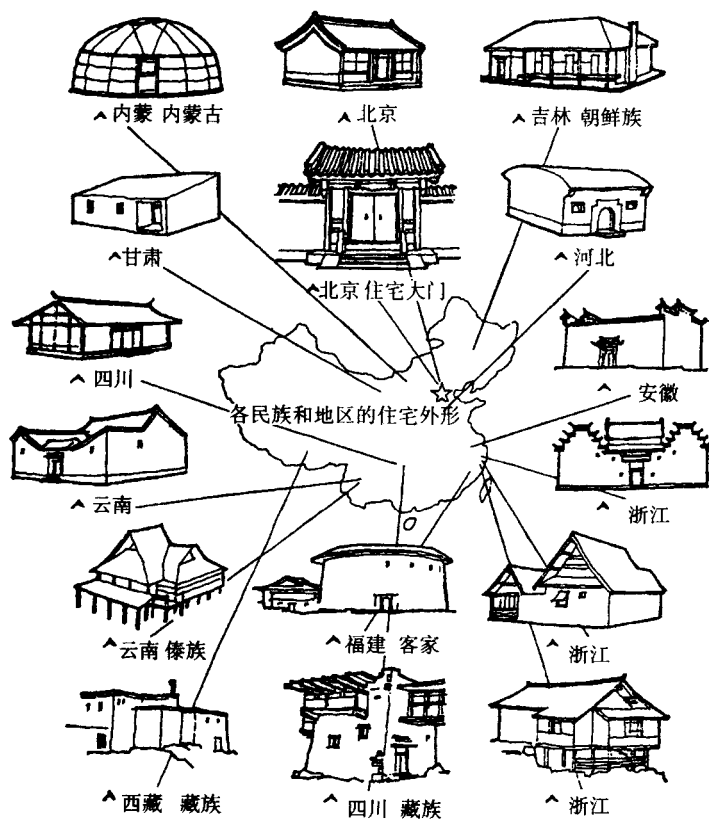 内蒙 内蒙古
北京
吉林 朝鲜族
甘肃
北京 住宅大门
河北
四川
安徽
各民族和地区的住宅外形
云南
浙江
云南 傣族
福建 客家
浙江
西藏 藏族
四川 藏族
浙江